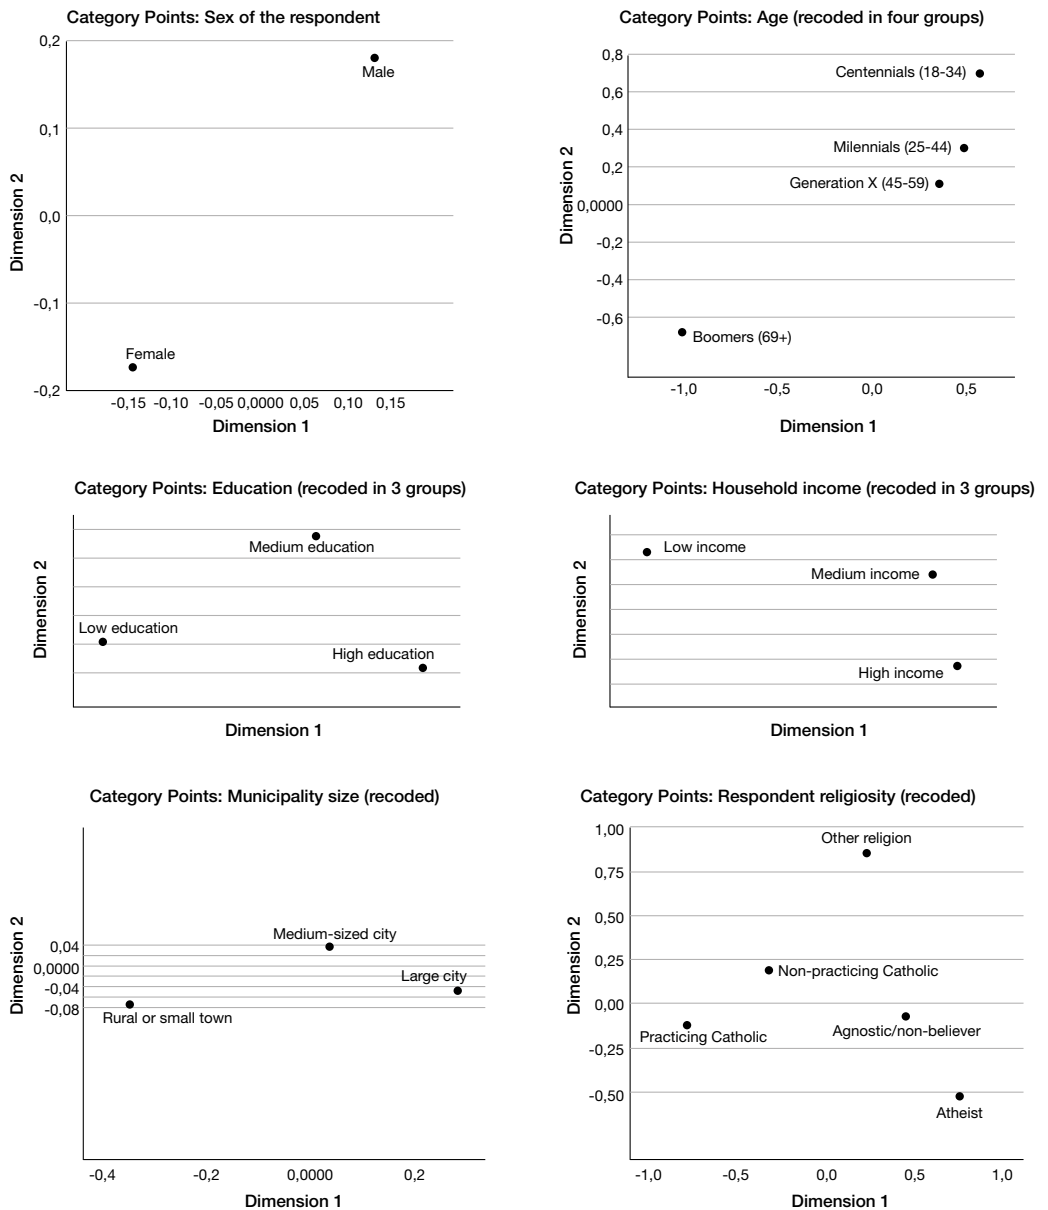 Category Points: Sex of the respondent
0,2
Male
0,1
Dimension 2
0,0
-0,1
Female
-0,2
-0,15 -0,10 -0,05 0,0000 0,05 0,10 0,15
Dimension 1
Category Points: Age (recoded in four groups)
0,8
Centennials (18-34)
0,6
0,4
Milennials (25-44)
0,2
Generation X (45-59)
Dimension 2
0,0000
-0,2
-0,4
-0,6
Boomers (69+)
-1,0 -0,5 0,0 0,5
Dimension 1
Category Points: Education (recoded in 3 groups)
Medium education
Dimension 2
Low education
High education
Dimension 1
Category Points: Household income (recoded in 3 groups)
Low income
Medium income
Dimension 2
High income
Dimension 1
Category Points: Municipality size (recoded)
Dimension 2
Medium-sized city
0,04
0,0000
Large city
-0,04
-0,08
Rural or small town
-0,4 -0,2 0,0000 0,2
Dimension 1
Category Points: Respondent religiosity (recoded)
1,00
Other religion
0,75
0,50
Dimension 2
0,25
Non-practicing Catholic
0,00
Agnostic/non-believer
Practicing Catholic
-0,25
-0,50
Atheist
-1,0 -0,5 0,0 0,5 1,0
Dimension 1